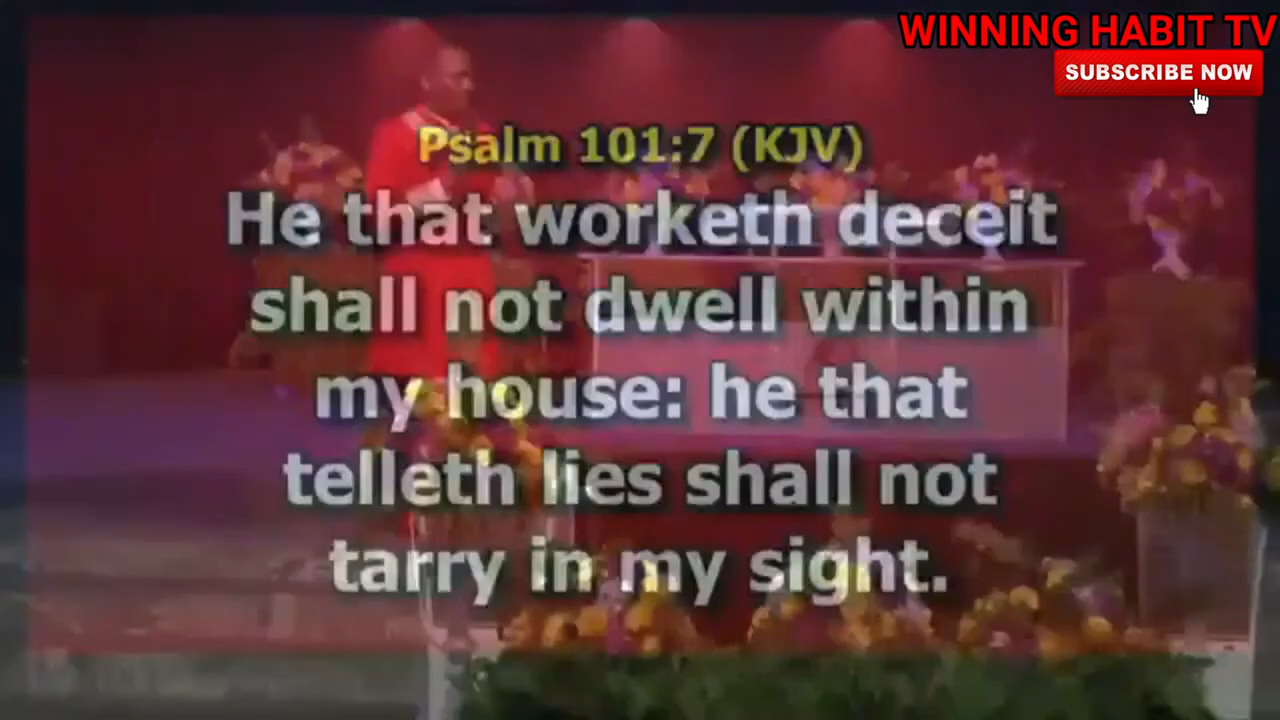 WINNING HABIT TV
SUBSCRIBE NOW
Psalm 101:7 (KJV)
He that worketh deceit
shall not dwell within
my house: he that
telleth lies shall not
tarry in my sight.